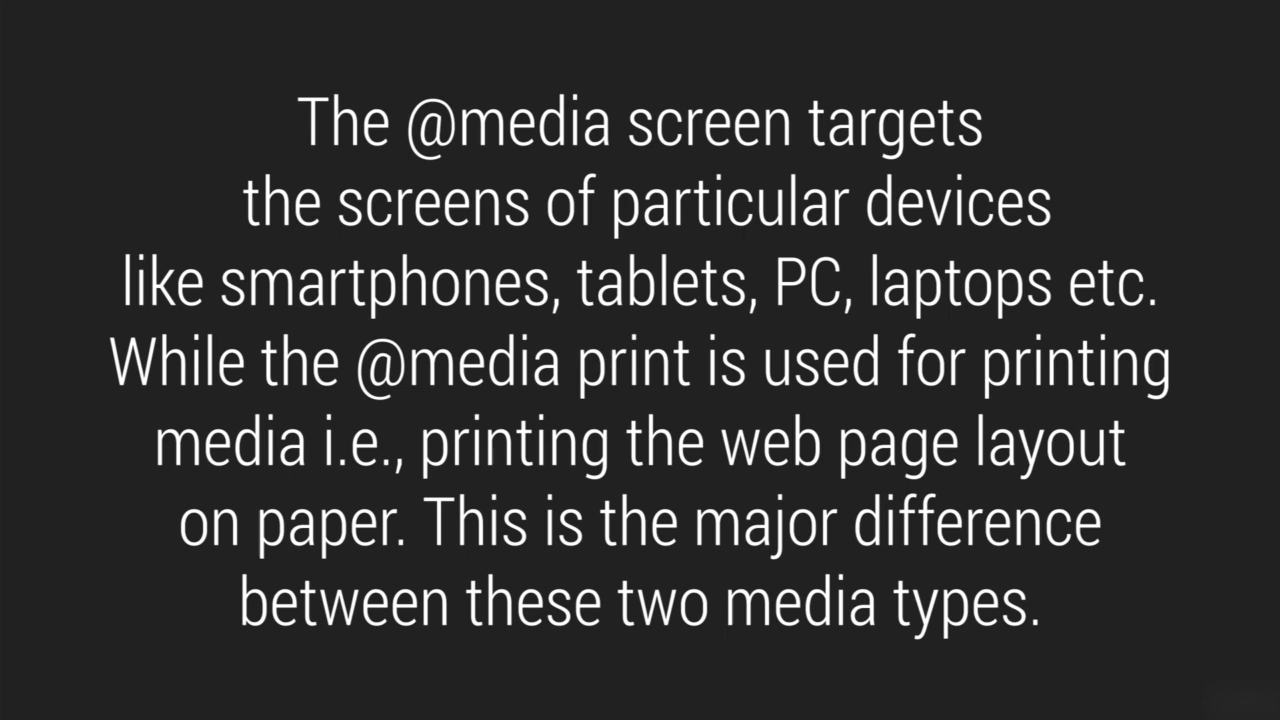 The @media screen targets
the screens of particular devices
like smartphones, tablets, PC, laptops etc.
While the @media print is used for printing
media i.e., printing the web page layout
on paper. This is the major difference
between these two media types.